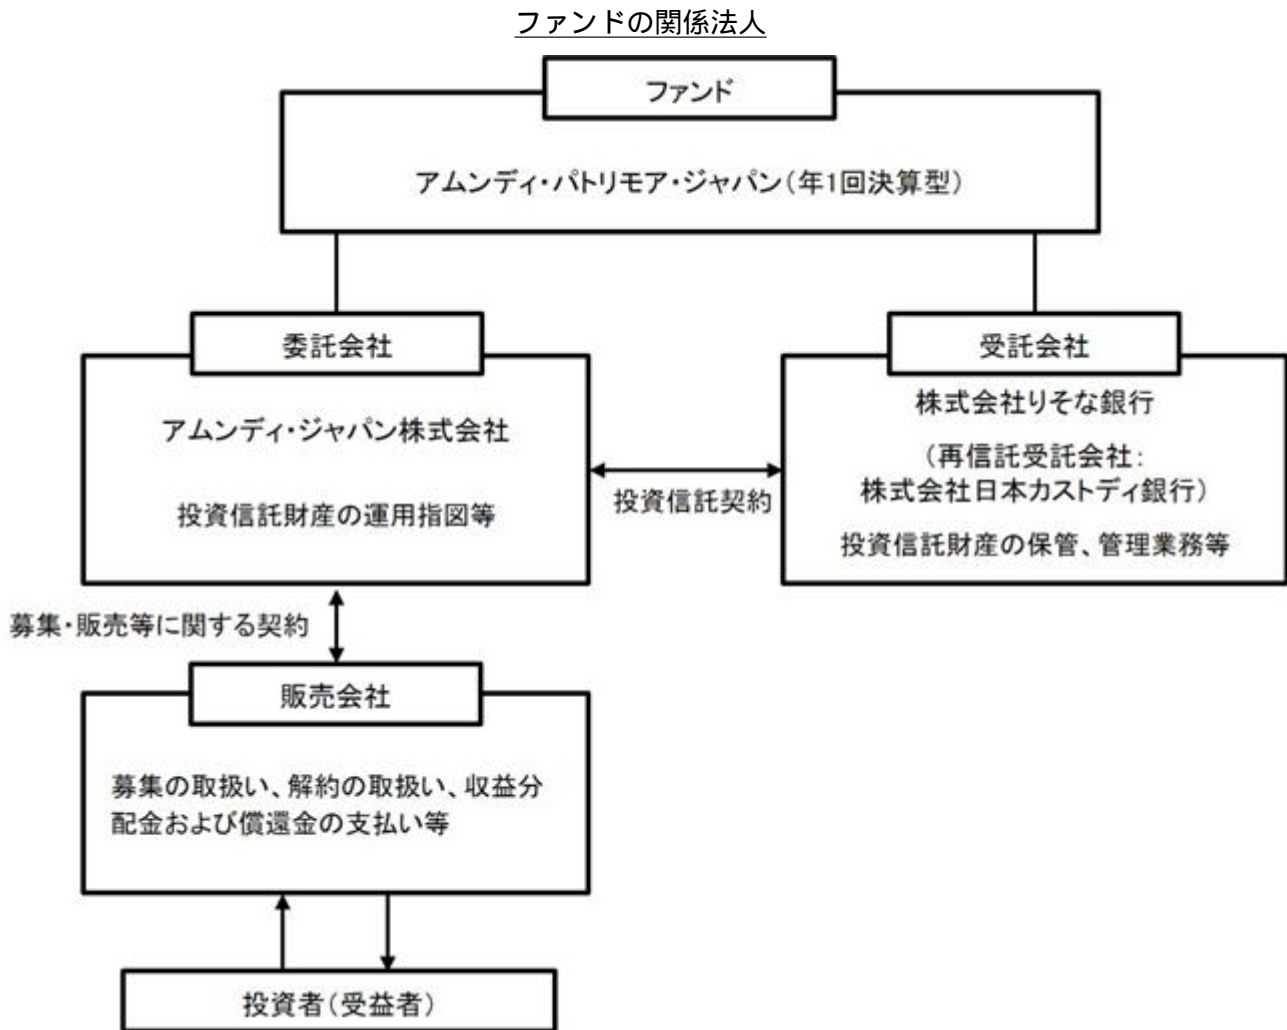 ファンドの関係法人
ファンド
アムンディ・パトリモア・ジャパン(年1回決算型)
委託会社
アムンディ・ジャパン株式会社
投資信託財産の運用指図等
投資信託契約
受託会社
株式会社りそな銀行
(再信託受託会社:
株式会社日本カストディ銀行)
投資信託財産の保管、管理業務等
募集・販売等に関する契約
販売会社
募集の取扱い、解約の取扱い、収益分
配金および償還金の支払い等
投資者(受益者)